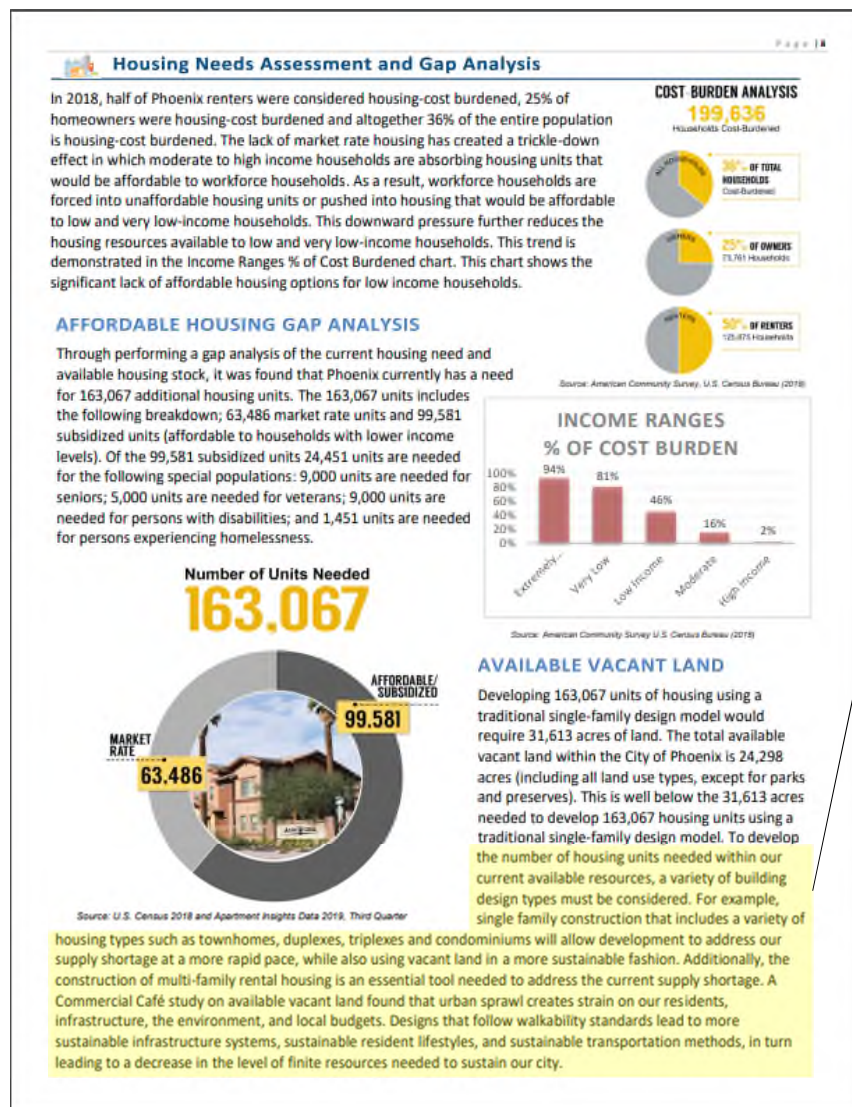 Page | 8
Housing Needs Assessment and Gap Analysis
In 2018, half of Phoenix renters were considered housing-cost burdened, 25% of
homeowners were housing-cost burdened and altogether 36% of the entire population
is housing-cost burdened. The lack of market rate housing has created a trickle-down
effect in which moderate to high income households are absorbing housing units that
would be affordable to workforce households. As a result, workforce households are
forced into unaffordable housing units or pushed into housing that would be affordable
to low and very low-income households. This downward pressure further reduces the
housing resources available to low and very low-income households. This trend is
demonstrated in the Income Ranges % of Cost Burdened chart. This chart shows the
significant lack of affordable housing options for low income households.
COST-BURDEN ANALYSIS
199,636
Households Cost-Burdened
ALL HOUSEHOLDS
36% OF TOTAL
HOUSEHOLDS
Cost-Burdened
OWNERS
25% OF OWNERS
73,761 Households
RENTERS
50% OF RENTERS
125,875 Households
Source: American Community Survey, U.S. Census Bureau (2018)
AFFORDABLE HOUSING GAP ANALYSIS
Through performing a gap analysis of the current housing need and
available housing stock, it was found that Phoenix currently has a need
for 163,067 additional housing units. The 163,067 units includes
the following breakdown; 63,486 market rate units and 99,581
subsidized units (affordable to households with lower income
levels). Of the 99,581 subsidized units 24,451 units are needed
for the following special populations: 9,000 units are needed for
seniors; 5,000 units are needed for veterans; 9,000 units are
needed for persons with disabilities; and 1,451 units are needed
for persons experiencing homelessness.
INCOME RANGES
% OF COST BURDEN
100%
80%
60%
40%
20%
0%
94%
81%
46%
16%
2%
Extremely...
Very Low
Low Income
Moderate
High Income
Source: American Community Survey U.S. Census Bureau (2018)
Number of Units Needed
163,067
AFFORDABLE/
SUBSIDIZED
99.581
MARKET
RATE
63,486
Source: U.S. Census 2018 and Apartment Insights Data 2019, Third Quarter
AVAILABLE VACANT LAND
Developing 163,067 units of housing using a
traditional single-family design model would
require 31,613 acres of land. The total available
vacant land within the City of Phoenix is 24,298
acres (including all land use types, except for parks
and preserves). This is well below the 31,613 acres
needed to develop 163,067 housing units using a
traditional single-family design model. To develop
the number of housing units needed within our
current available resources, a variety of building
design types must be considered. For example,
single family construction that includes a variety of
housing types such as townhomes, duplexes, triplexes and condominiums will allow development to address our
supply shortage at a more rapid pace, while also using vacant land in a more sustainable fashion. Additionally, the
construction of multi-family rental housing is an essential tool needed to address the current supply shortage. A
Commercial Café study on available vacant land found that urban sprawl creates strain on our residents,
infrastructure, the environment, and local budgets. Designs that follow walkability standards lead to more
sustainable infrastructure systems, sustainable resident lifestyles, and sustainable transportation methods, in turn
leading to a decrease in the level of finite resources needed to sustain our city.